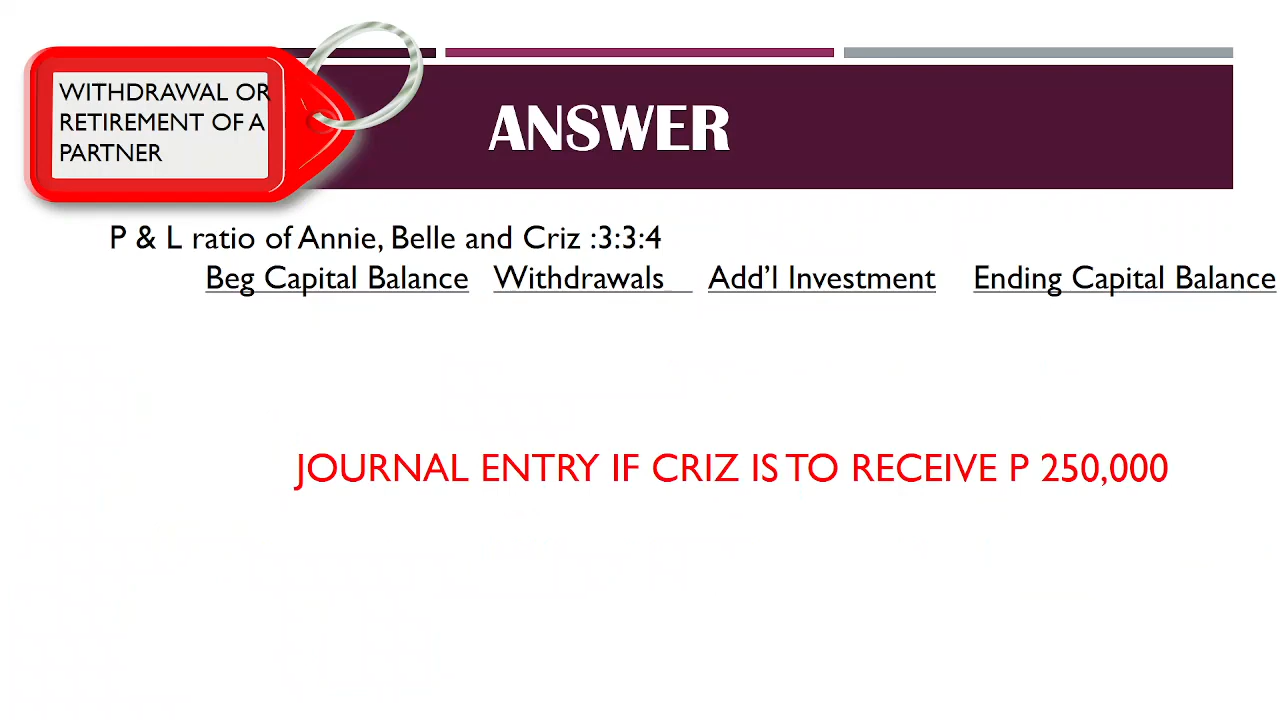 WITHDRAWAL OR
RETIREMENT OF A
PARTNER
ANSWER
P & L ratio of Annie, Belle and Criz :3:3:4
Beg Capital Balance Withdrawals Add'l Investment Ending Capital Balance
JOURNAL ENTRY IF CRIZ IS TO RECEIVE P 250,000